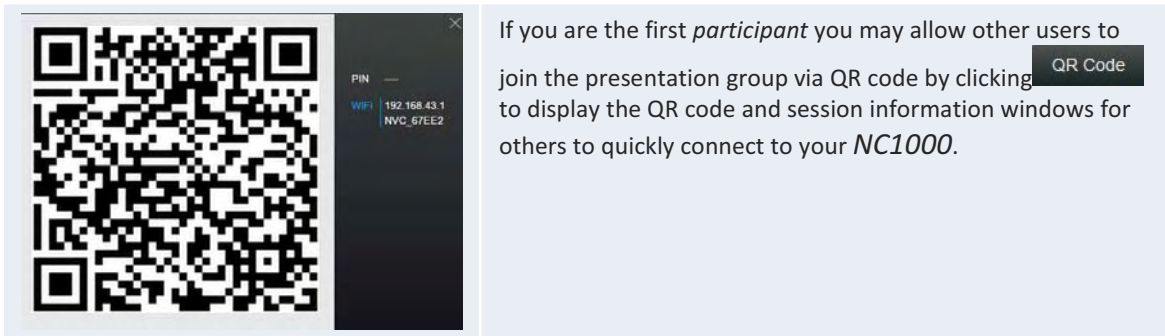 PIN —
WiFi 192.168.43.1
NVC_67EE2
If you are the first participant you may allow other users to
join the presentation group via QR code by clicking QR Code
to display the QR code and session information windows for
others to quickly connect to your NC1000.